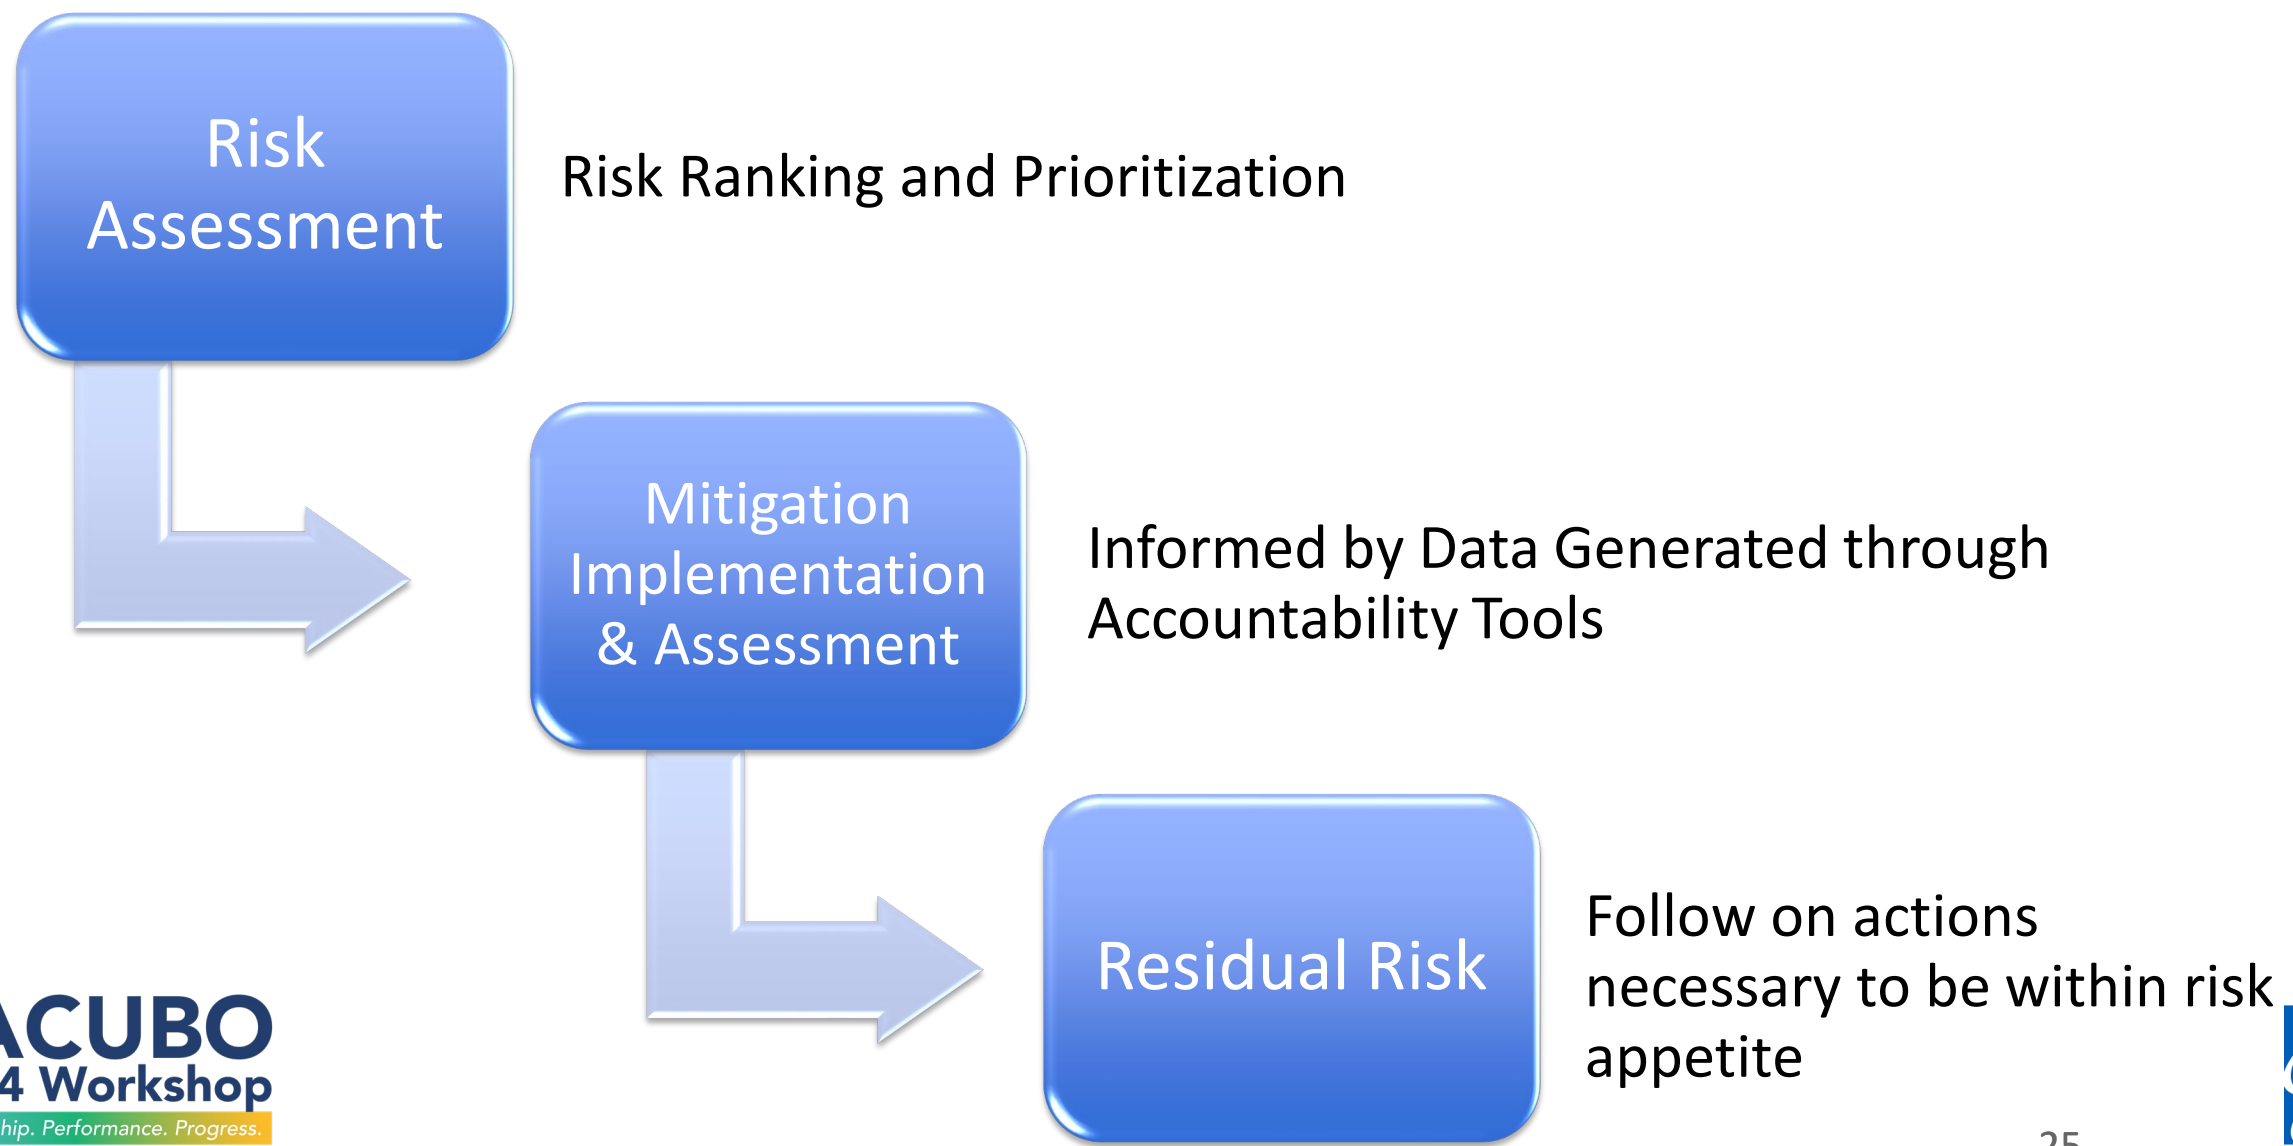 Risk
Assessment
Risk Ranking and Prioritization
Mitigation
Implementation
& Assessment
Informed by Data Generated through
Accountability Tools
Residual Risk
Follow on actions
necessary to be within risk
appetite
ACUBO
4 Workshop
hip. Performance. Progress.
25